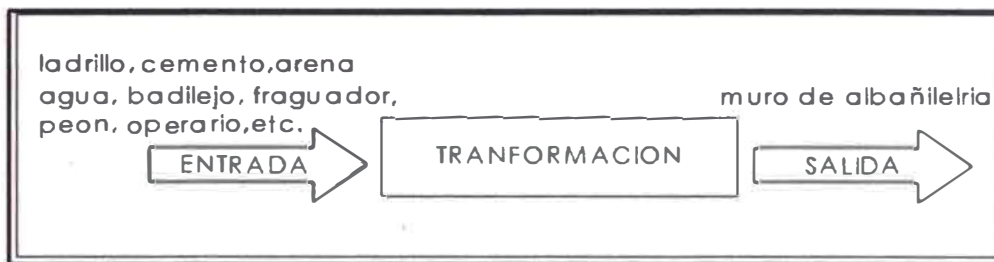 ladrillo, cemento,arena
agua, badilejo, fraguador,
peon, operario,etc.
muro de albañilelria
ENTRADA
TRANFORMACION
SALIDA